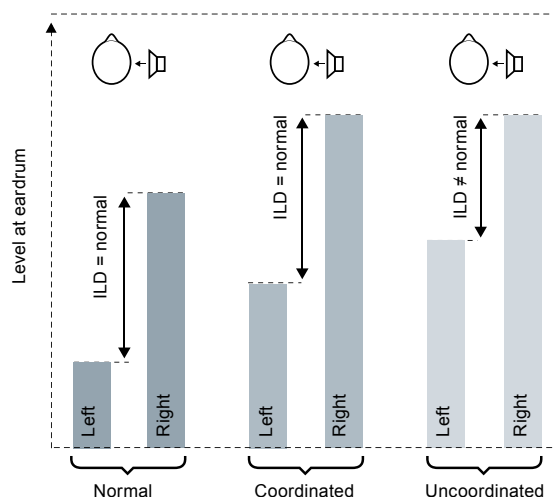 Level at eardrum
ILD = normal
ILD = normal
ILD ≠ normal
Left
Right
Left
Right
Left
Right
Normal
Coordinated
Uncoordinated